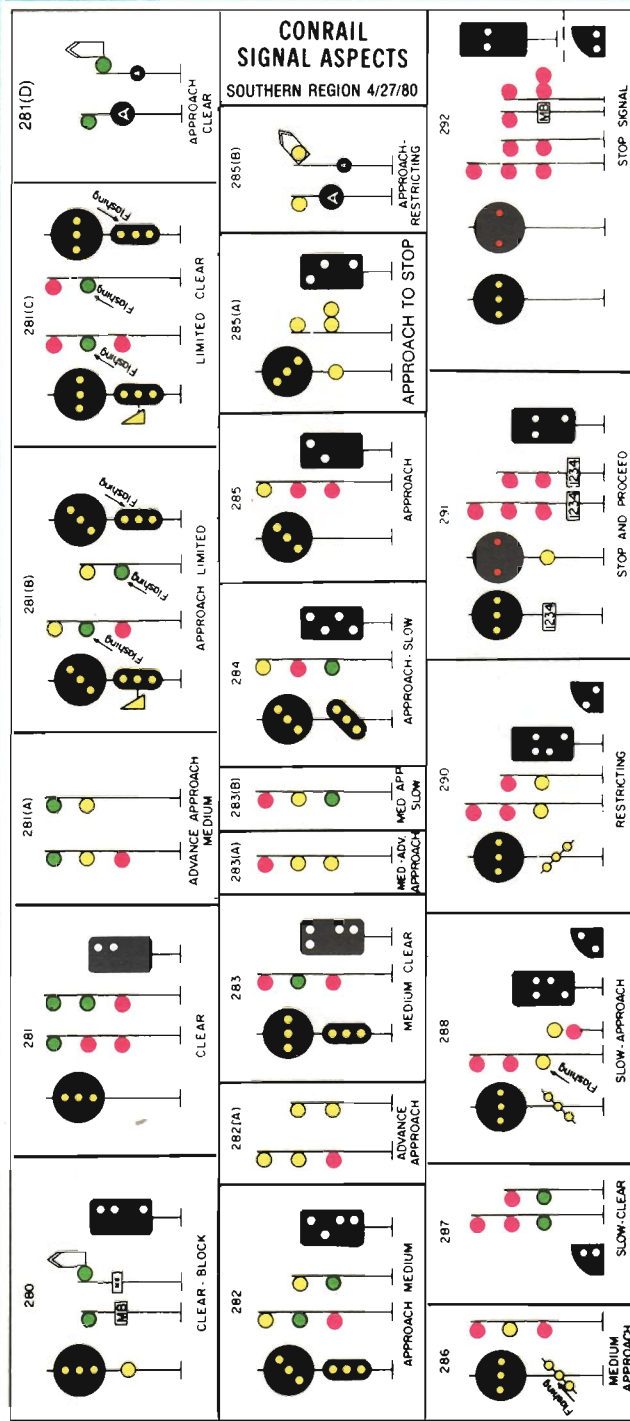 CONRAIL
SIGNAL ASPECTS
SOUTHERN REGION 4/27/80
280
MB
MB
CLEAR - BLOCK
281
CLEAR
281(A)
ADVANCE APPROACH
MEDIUM
281(B)
Flashing
Flashing
Flashing
APPROACH LIMITED
281(C)
Flashing
Flashing
Flashing
LIMITED CLEAR
281(D)
A
A
APPROACH
CLEAR
282
APPROACH MEDIUM
282(A)
ADVANCE
APPROACH
283
MEDIUM CLEAR
283(A)
MED-ADV.
APPROACH
283(B)
MED APP
SLOW
284
APPROACH-SLOW
285
APPROACH
285(A)
APPROACH TO STOP
285(B)
A
A
APPROACH-
RESTRICTING
286
Flashing
MEDIUM
APPROACH
287
SLOW-CLEAR
288
Flashing
SLOW-APPROACH
290
RESTRICTING
291
1234
1234
1234
STOP AND PROCEED
292
MB
STOP SIGNAL